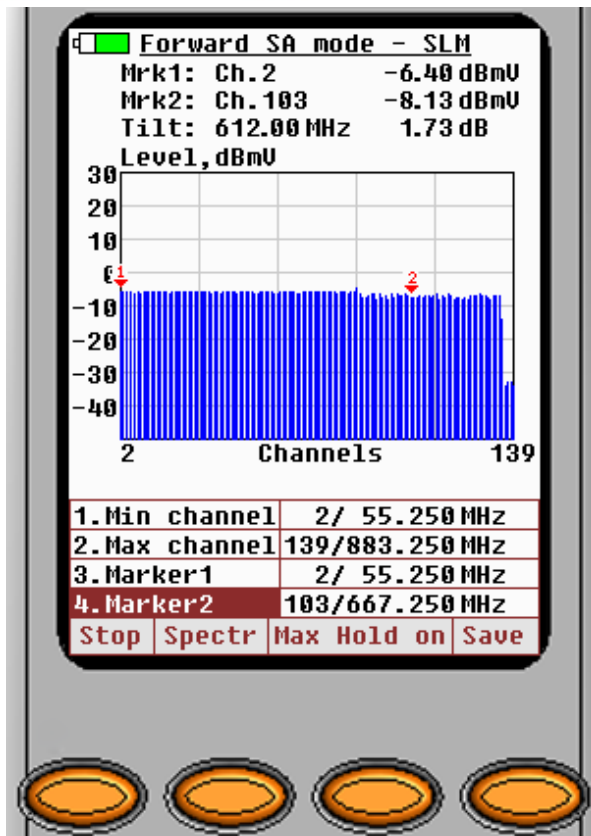 Forward SA mode - SLM
Mrk1: Ch.2 -6.40 dBmV
Mrk2: Ch.103 -8.13 dBmV
Tilt: 612.00 MHz 1.73 dB
Level,dBmV
30
20
10
0
1
2
-10
-20
-30
-40
2 Channels 139
1.Min channel 2/ 55.250 MHz
2.Max channel 139/883.250 MHz
3.Marker1 2/ 55.250 MHz
4.Marker2 103/667.250 MHz
Stop Spectr Max Hold on Save